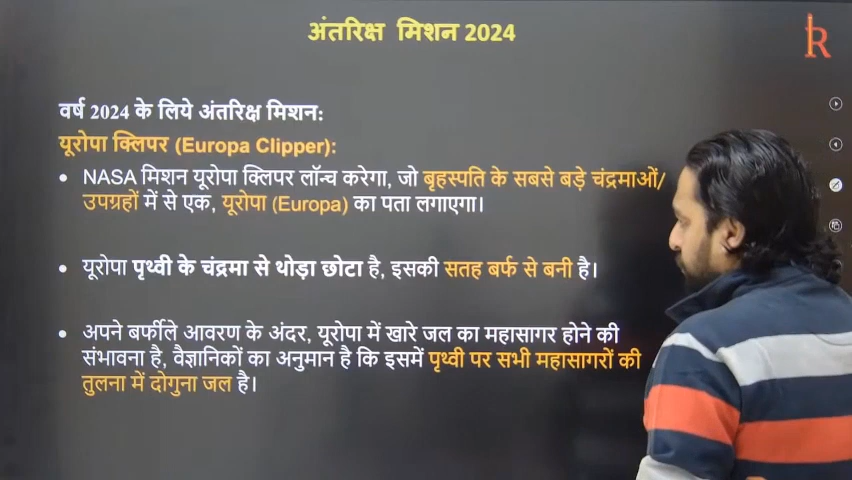 अंतरिक्ष मिशन 2024
वर्ष 2024 के लिये अंतरिक्ष मिशन:
यूरोपा क्लिपर (Europa Clipper):
• NASA मिशन यूरोपा क्लिपर लॉन्च करेगा, जो बृहस्पति के सबसे बड़े चंद्रमाओं/
उपग्रहों में से एक, यूरोपा (Europa) का पता लगाएगा।
• यूरोपा पृथ्वी के चंद्रमा से थोड़ा छोटा है, इसकी सतह बर्फ से बनी है।
• अपने बर्फीले आवरण के अंदर, यूरोपा में खारे जल का महासागर होने की
संभावना है, वैज्ञानिकों का अनुमान है कि इसमें पृथ्वी पर सभी महासागरों की
तुलना में दोगुना जल है।